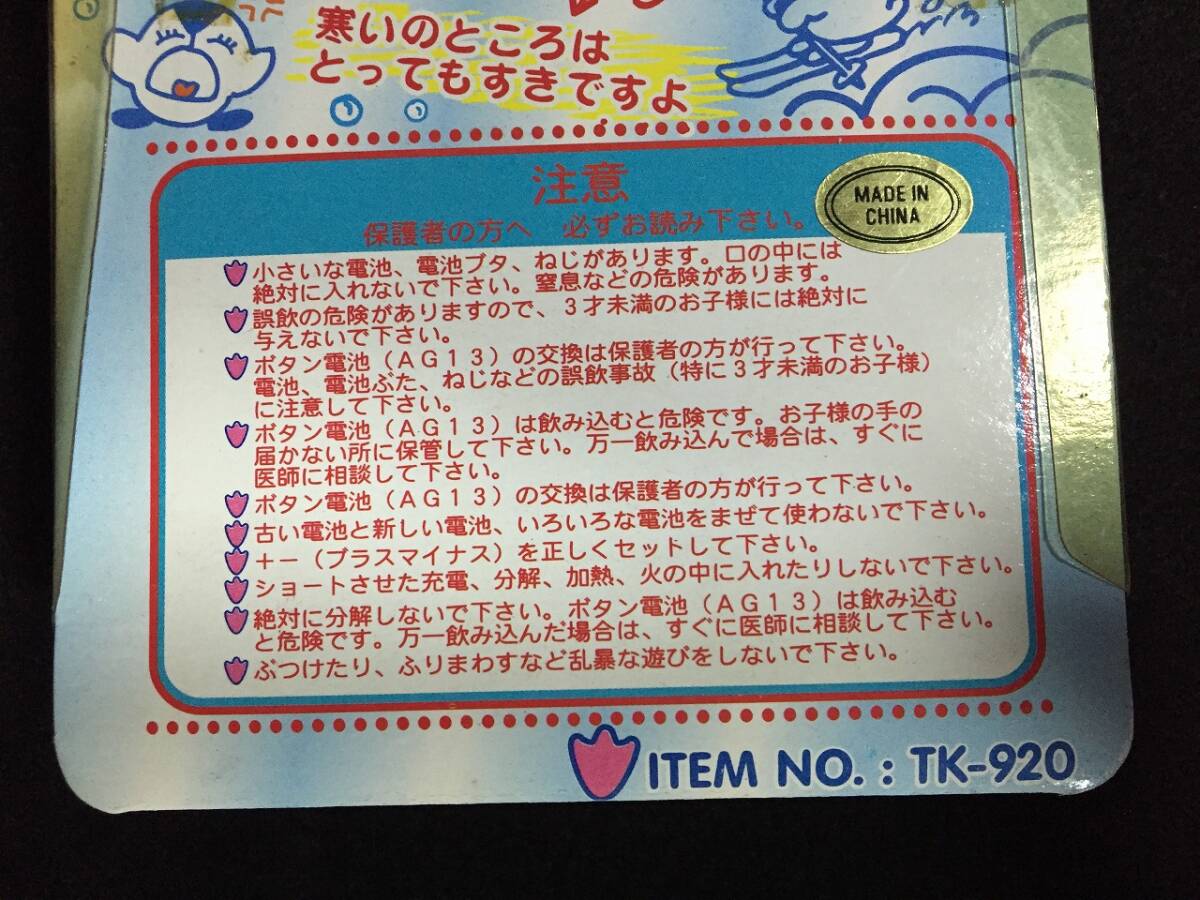 寒いのところは
とってもすきですよ
注意
保護者の方へ 必ずお読み下さい。
MADE IN
CHINA
小さいな電池、電池ブタ、ねじがあります。口の中には
絶対に入れないで下さい。窒息などの危険があります。
誤飲の危険がありますので、3才未満のお子様には絶対に
与えないで下さい。
ボタン電池（AG13）の交換は保護者の方が行って下さい。
電池、電池ぶた、ねじなどの誤飲事故（特に3才未満のお子様）
に注意して下さい。
ボタン電池（AG13）は飲み込むと危険です。お子様の手の
届かない所に保管して下さい。万一飲み込んで場合は、すぐに
医師に相談して下さい。
ボタン電池（AG13）の交換は保護者の方が行って下さい。
古い電池と新しい電池、いろいろな電池をまぜて使わないで下さい。
＋－（プラスマイナス）を正しくセットして下さい。
ショートさせた充電、分解、加熱、火の中に入れたりしないで下さい。
絶対に分解しないで下さい。ボタン電池（AG13）は飲み込む
と危険です。万一飲み込んだ場合は、すぐに医師に相談して下さい。
ぶつけたり、ふりまわすなど乱暴な遊びをしないで下さい。
ITEM NO. : TK-920